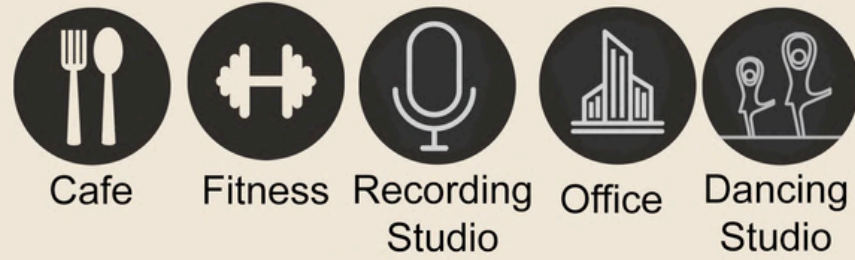 Cafe
Fitness
Recording
Studio
Office
Dancing
Studio